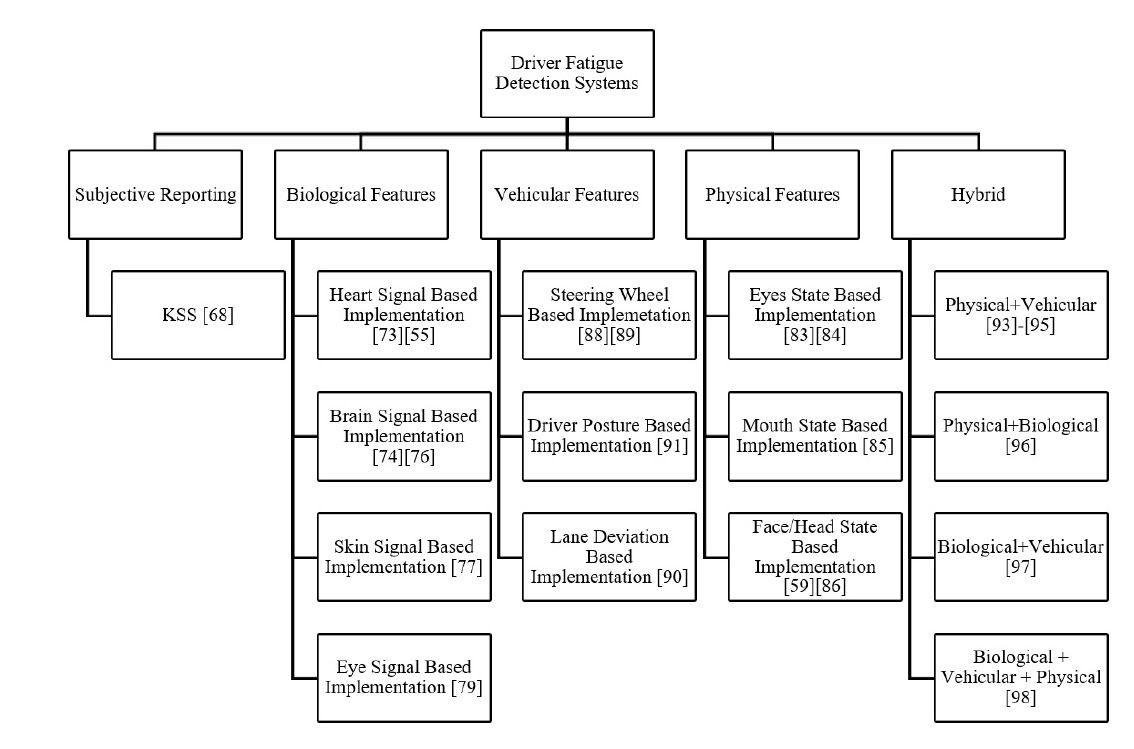 Driver Fatigue
Detection Systems
Subjective Reporting
Biological Features
Vehicular Features
Physical Features
Hybrid
KSS [68]
Heart Signal Based
Implementation
[73][55]
Steering Wheel
Based Implemetation
[88][89]
Eyes State Based
Implementation
[83][84]
Physical+Vehicular
[93]-[95]
Brain Signal Based
Implementation
[74][76]
Driver Posture Based
Implementation [91]
Mouth State Based
Implementation [85]
Physical+Biological
[96]
Skin Signal Based
Implementation [77]
Lane Deviation
Based
Implementation [90]
Face/Head State
Based
Implementation
[59][86]
Biological+Vehicular
[97]
Eye Signal Based
Implementation [79]
Biological +
Vehicular + Physical
[98]